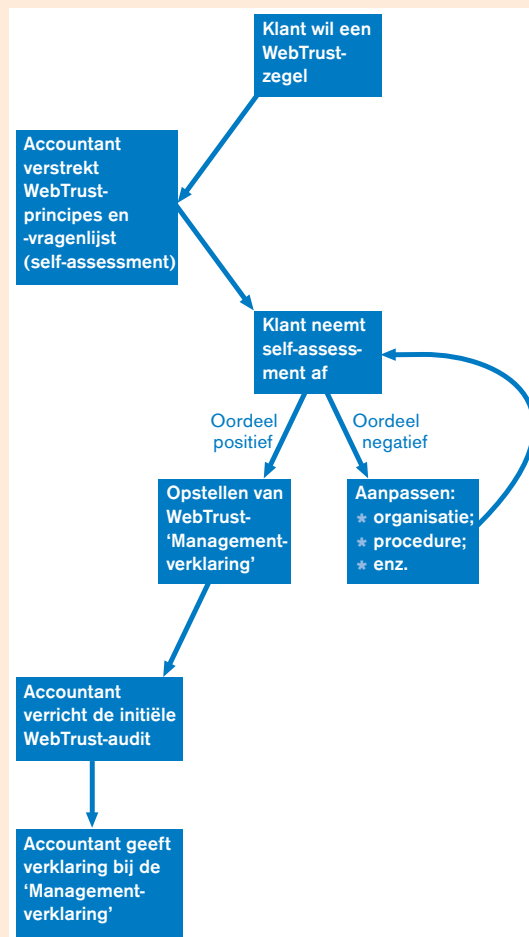 Klant wil een
WebTrust-
zegel
Accountant
verstrekt
WebTrust-
principes en
-vragenlijst
(self-assessment)
Klant neemt
self-assess-
ment af
Oordeel
positief
Oordeel
negatief
Opstellen van
WebTrust-
‘Management-
verklaring’
Aanpassen:
* organisatie;
* procedure;
* enz.
Accountant
verricht de initiële
WebTrust-audit
Accountant geeft
verklaring bij de
‘Management-
verklaring’